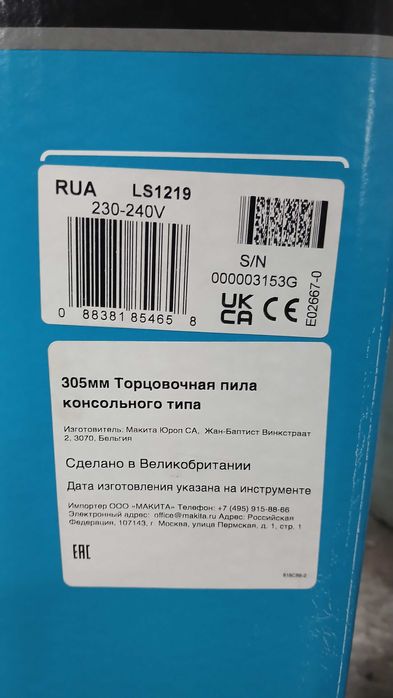 RUA LS1219
230-240V
S/N
000003153G
0 88381 85465 8
UK
CA CE
E02667-0
305мм Торцовочная пила
консольного типа
Изготовитель: Макита Юроп СА, Жан-Баптист Винкстраат
2, 3070, Бельгия
Сделано в Великобритании
Дата изготовления указана на инструменте
Импортер ООО «МАКИТА» Телефон: +7 (495) 915-88-66
Электронный адрес: office@makita.ru Адрес: Российская
Федерация, 107143, г. Москва, улица Пермская, д. 1, стр. 1
EAC